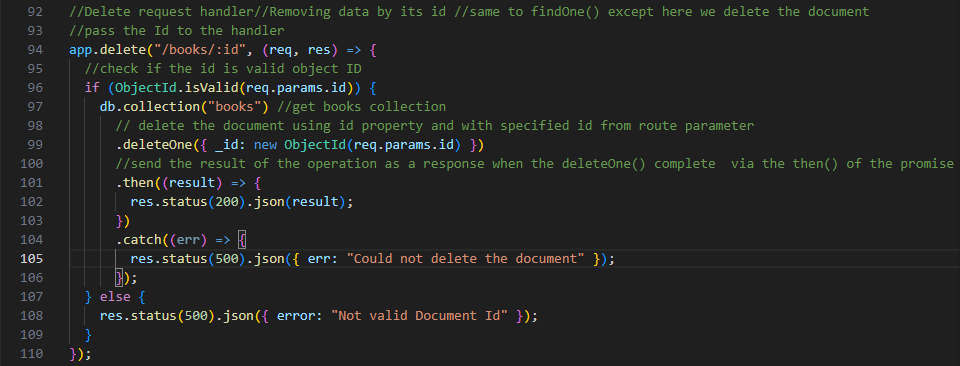 92 //Delete request handler//Removing data by its id //same to findOne() except here we delete the document
93 //pass the Id to the handler
94 app.delete("/books/:id", (req, res) => {
95   //check if the id is valid object ID
96   if (ObjectId.isValid(req.params.id)) {
97     db.collection("books") //get books collection
98       // delete the document using id property and with specified id from route parameter
99       .deleteOne({ _id: new ObjectId(req.params.id) })
100       //send the result of the operation as a response when the deleteOne() complete  via the then() of the promise
101       .then((result) => {
102         res.status(200).json(result);
103       })
104       .catch((err) => {
105         res.status(500).json({ err: "Could not delete the document" });
106       });
107   } else {
108     res.status(500).json({ error: "Not valid Document Id" });
109   }
110 });